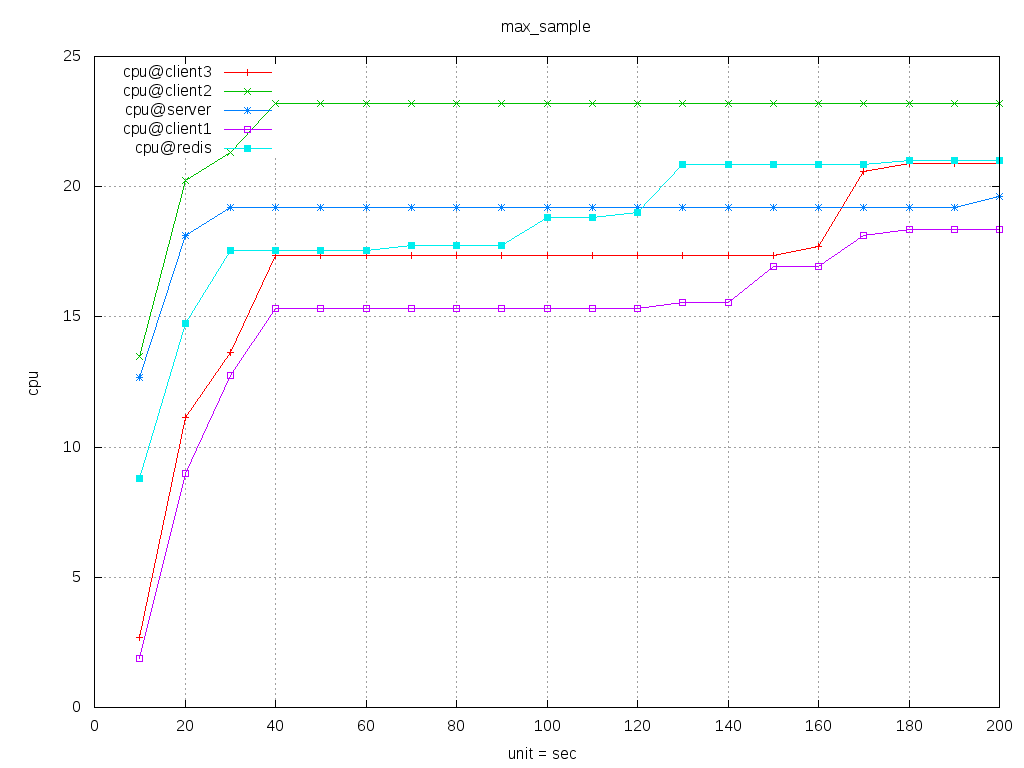 max_sample
25
20
15
10
5
0
cpu
cpu@client3
cpu@client2
cpu@server
cpu@client1
cpu@redis
0 20 40 60 80 100 120 140 160 180 200
unit = sec